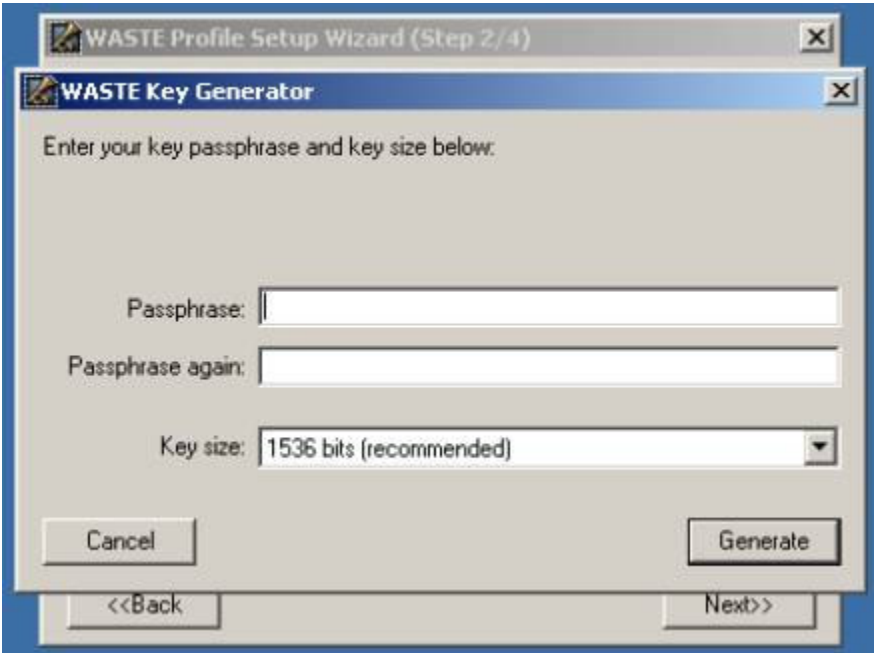 WASTE Profile Setup Wizard (Step 2/4)
WASTE Key Generator
Enter your key passphrase and key size below:
Passphrase:
Passphrase again:
Key size: 1536 bits (recommended)
Cancel Generate
<<Back Next>>